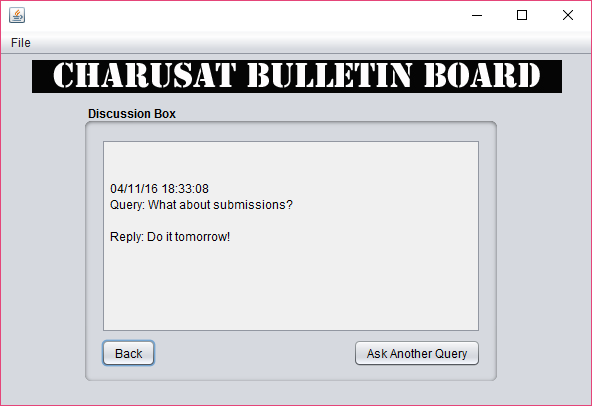 File
CHARUSAT BULLETIN BOARD
Discussion Box
04/11/16 18:33:08
Query: What about submissions?
Reply: Do it tomorrow!
Back
Ask Another Query